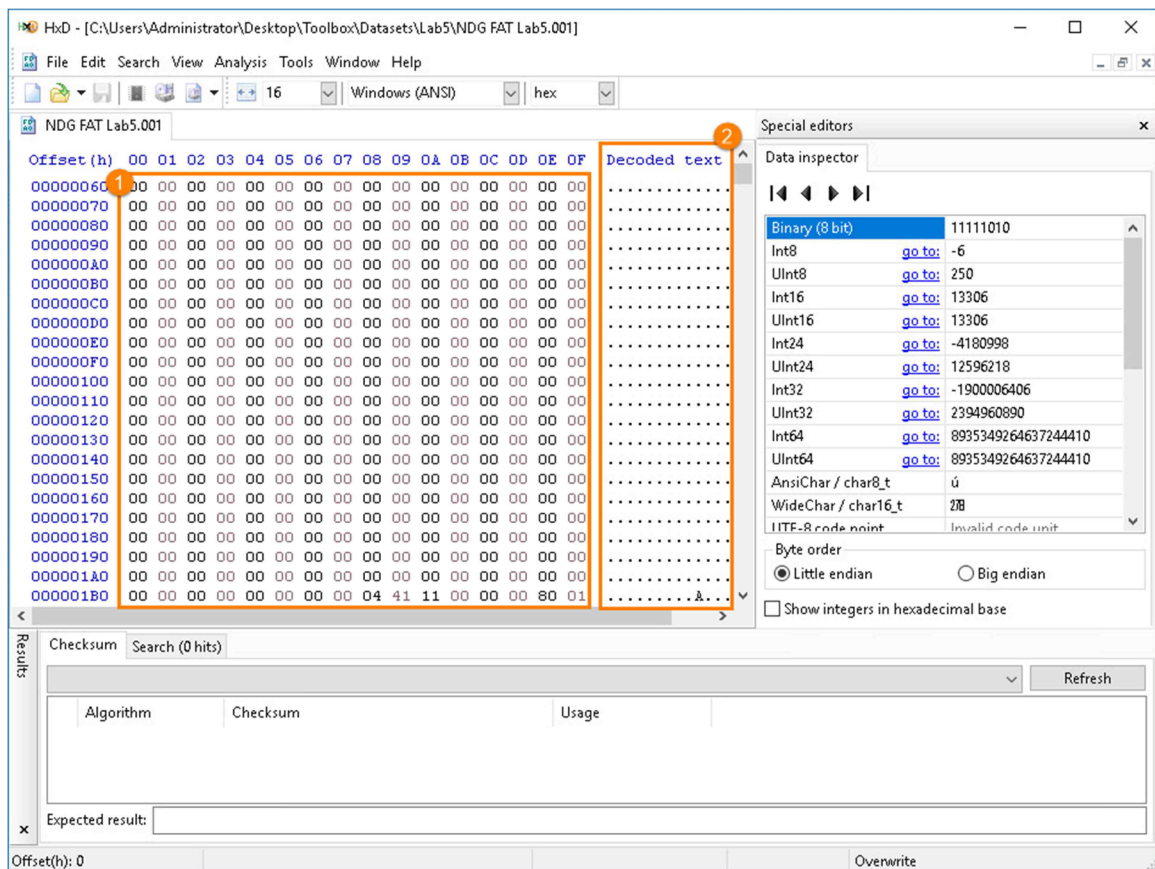 HxD - [C:\Users\Administrator\Desktop\Toolbox\Datasets\Lab5\NDG FAT Lab5.001]
File Edit Search View Analysis Tools Window Help
16 Windows (ANSI) hex
NDG FAT Lab5.001
Offset(h) 00 01 02 03 04 05 06 07 08 09 0A 0B 0C 0D 0E 0F Decoded text
1
2
00000060 00 00 00 00 00 00 00 00 00 00 00 00 00 00 00 00 .............
00000070 00 00 00 00 00 00 00 00 00 00 00 00 00 00 00 00 .............
00000080 00 00 00 00 00 00 00 00 00 00 00 00 00 00 00 00 .............
00000090 00 00 00 00 00 00 00 00 00 00 00 00 00 00 00 00 .............
000000A0 00 00 00 00 00 00 00 00 00 00 00 00 00 00 00 00 .............
000000B0 00 00 00 00 00 00 00 00 00 00 00 00 00 00 00 00 .............
000000C0 00 00 00 00 00 00 00 00 00 00 00 00 00 00 00 00 .............
000000D0 00 00 00 00 00 00 00 00 00 00 00 00 00 00 00 00 .............
000000E0 00 00 00 00 00 00 00 00 00 00 00 00 00 00 00 00 .............
000000F0 00 00 00 00 00 00 00 00 00 00 00 00 00 00 00 00 .............
00000100 00 00 00 00 00 00 00 00 00 00 00 00 00 00 00 00 .............
00000110 00 00 00 00 00 00 00 00 00 00 00 00 00 00 00 00 .............
00000120 00 00 00 00 00 00 00 00 00 00 00 00 00 00 00 00 .............
00000130 00 00 00 00 00 00 00 00 00 00 00 00 00 00 00 00 .............
00000140 00 00 00 00 00 00 00 00 00 00 00 00 00 00 00 00 .............
00000150 00 00 00 00 00 00 00 00 00 00 00 00 00 00 00 00 .............
00000160 00 00 00 00 00 00 00 00 00 00 00 00 00 00 00 00 .............
00000170 00 00 00 00 00 00 00 00 00 00 00 00 00 00 00 00 .............
00000180 00 00 00 00 00 00 00 00 00 00 00 00 00 00 00 00 .............
00000190 00 00 00 00 00 00 00 00 00 00 00 00 00 00 00 00 .............
000001A0 00 00 00 00 00 00 00 00 00 00 00 00 00 00 00 00 .............
000001B0 00 00 00 00 00 00 00 00 04 41 11 00 00 00 80 01 .........A...
Special editors
Data inspector
Binary (8 bit) 11111010
Int8 go to: -6
UInt8 go to: 250
Int16 go to: 13306
UInt16 go to: 13306
Int24 go to: -4180998
UInt24 go to: 12596218
Int32 go to: -1900006406
UInt32 go to: 2394960890
Int64 go to: 8935349264637244410
UInt64 go to: 8935349264637244410
AnsiChar / char8_t ú
WideChar / char16_t
UTF-8 code point Invalid code unit
Byte order
Little endian Big endian
Show integers in hexadecimal base
Results
Checksum Search (0 hits)
Refresh
Algorithm Checksum Usage
Expected result:
Offset(h): 0 Overwrite